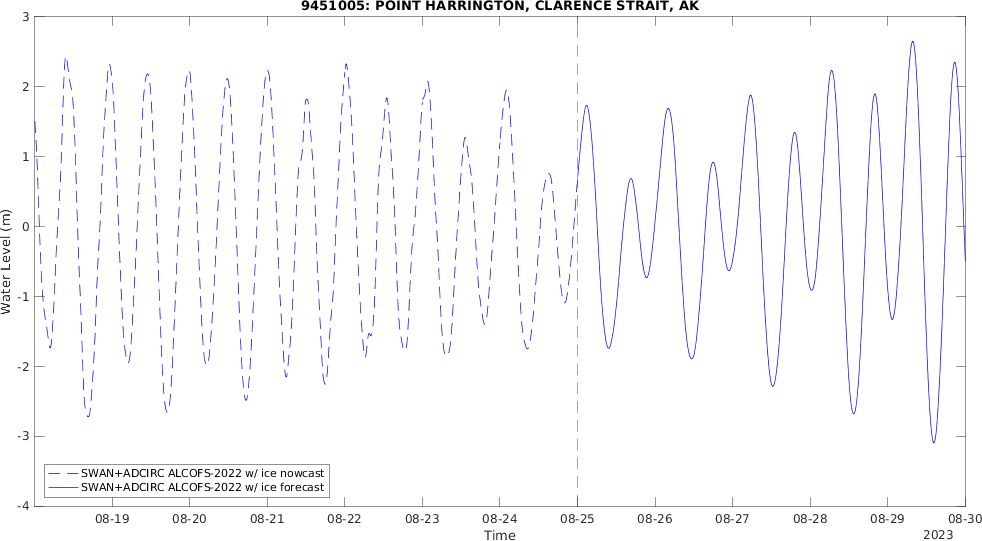 9451005: POINT HARRINGTON, CLARENCE STRAIT, AK
3
2
1
0
-1
-2
-3
-4
Water Level (m)
SWAN+ADCIRC ALCOFS-2022 w/ ice nowcast
SWAN+ADCIRC ALCOFS-2022 w/ ice forecast
08-19 08-20 08-21 08-22 08-23 08-24 08-25 08-26 08-27 08-28 08-29 08-30
Time
2023